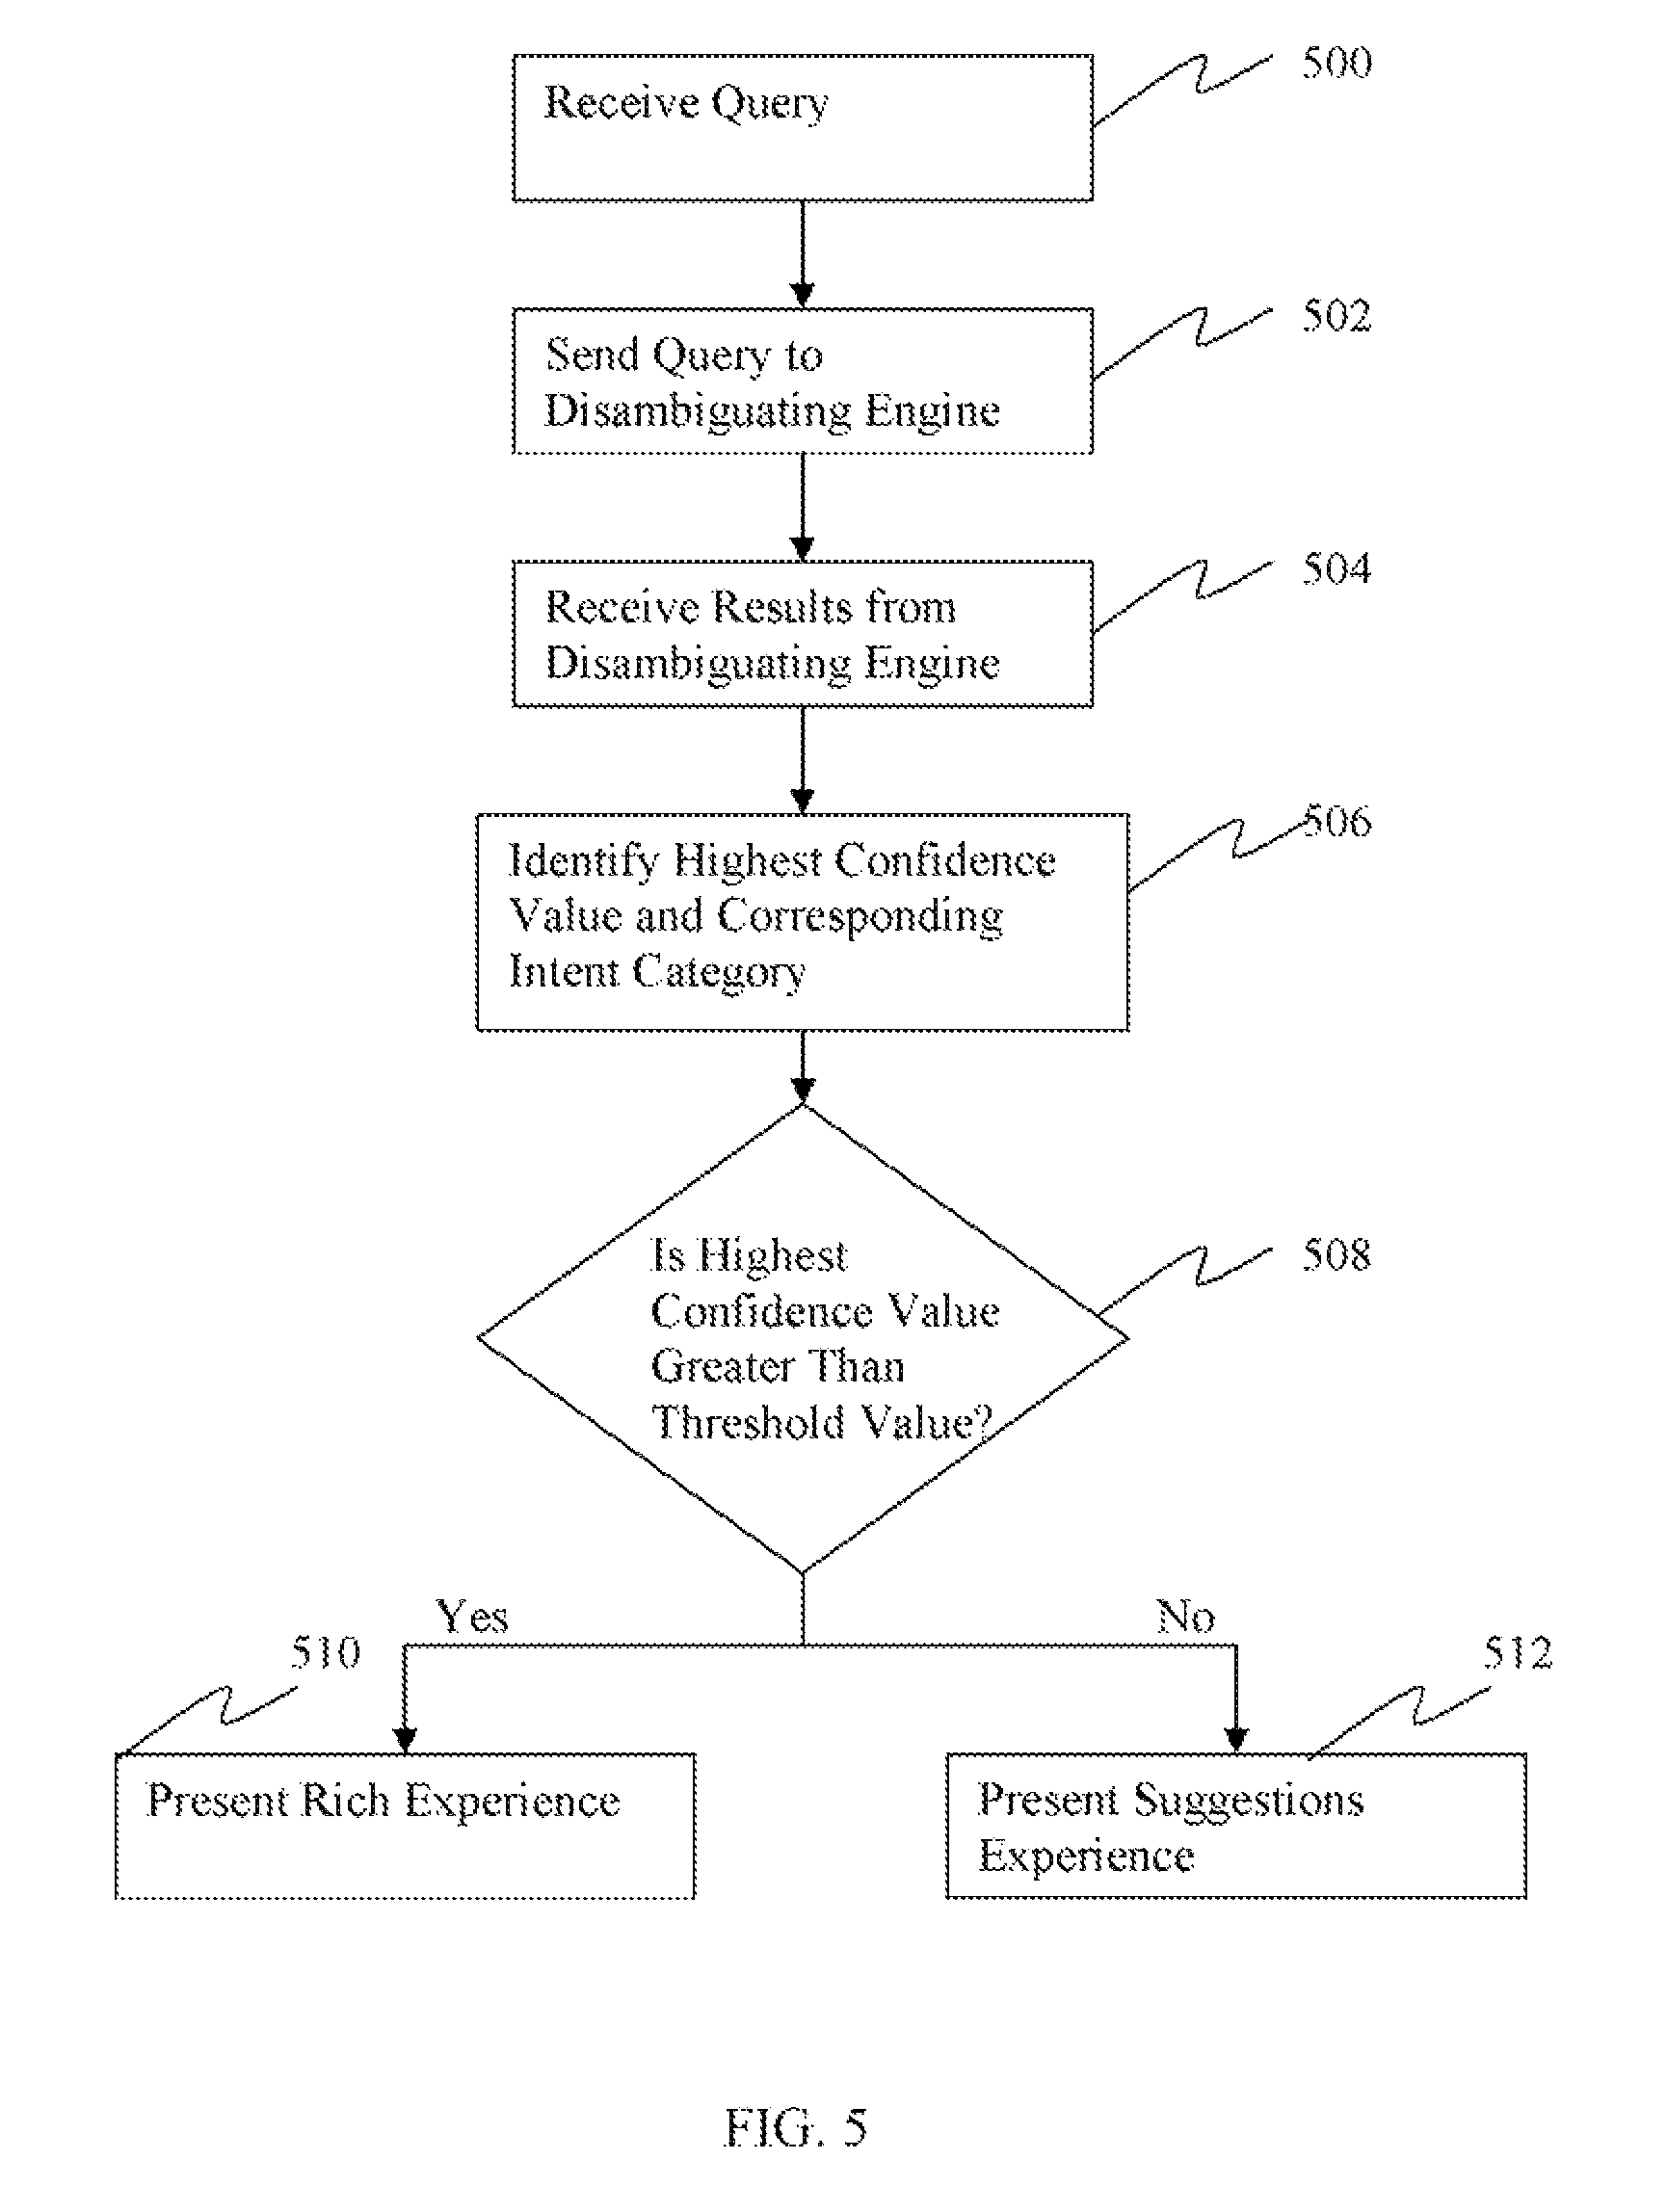 500
Receive Query
502
Send Query to
Disambiguating Engine
504
Receive Results from
Disambiguating Engine
506
Identify Highest Confidence
Value and Corresponding
Intent Category
508
Is Highest
Confidence Value
Greater Than
Threshold Value?
Yes
No
510
512
Present Rich Experience
Present Suggestions
Experience
FIG. 5